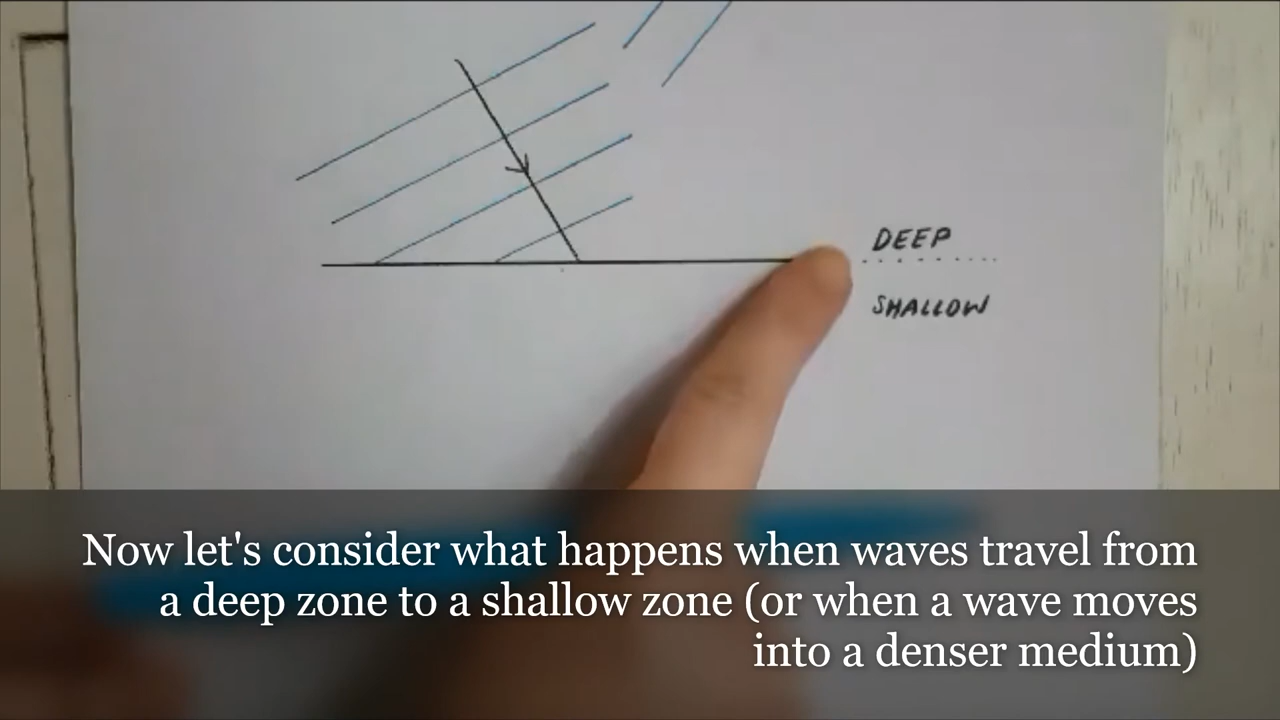 DEEP
SHALLOW
Now let's consider what happens when waves travel from
a deep zone to a shallow zone (or when a wave moves
into a denser medium)